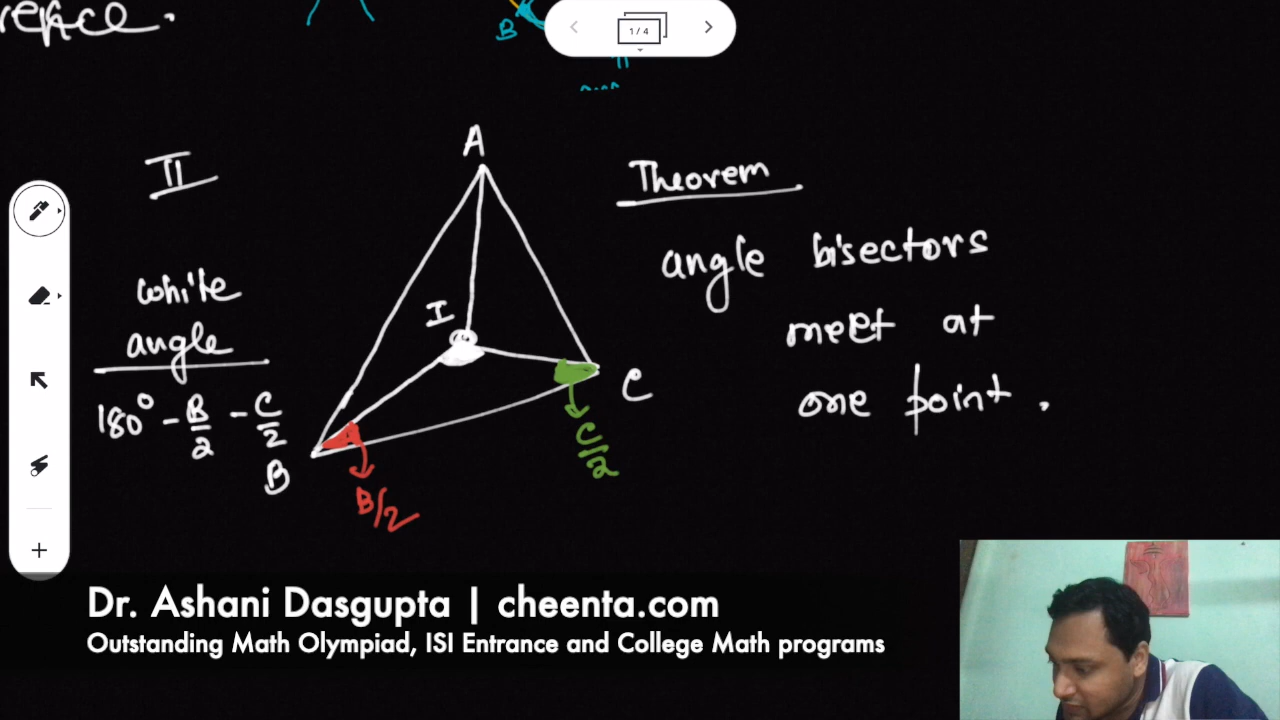 B
1/4
II
A
Theorem
angle bisectors
meet at
one point.
white
angle
180° - B/2 - C/2
I
C
B
C/2
B/2
Dr. Ashani Dasgupta | cheenta.com
Outstanding Math Olympiad, ISI Entrance and College Math programs